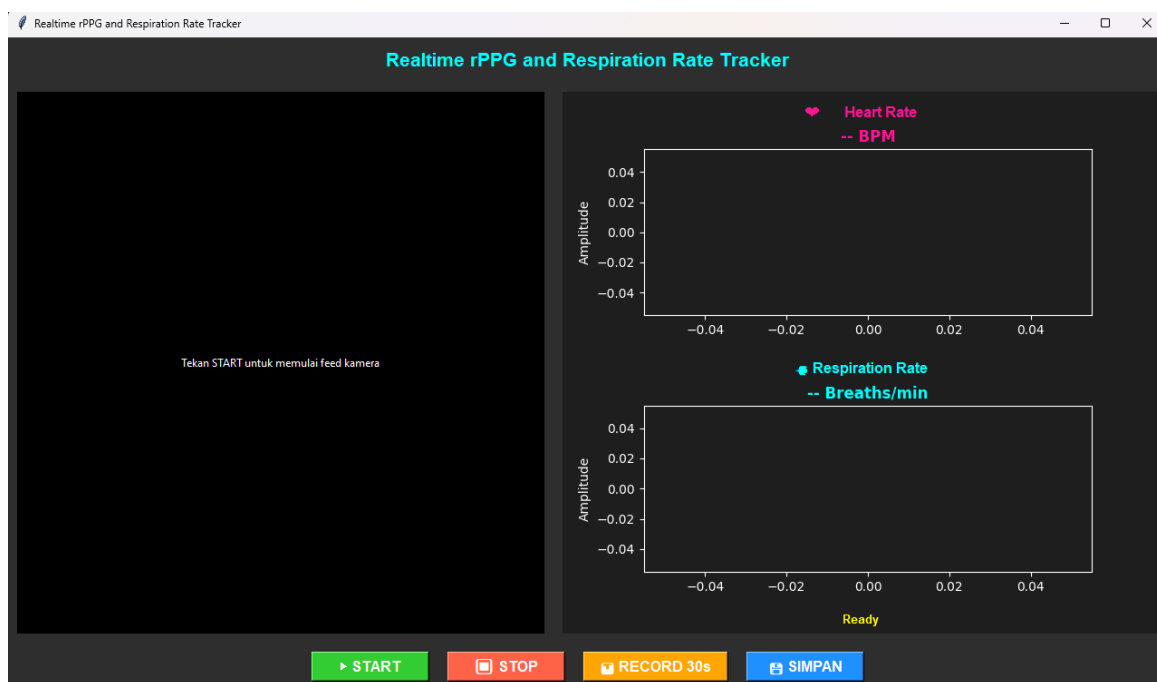 Realtime rPPG and Respiration Rate Tracker
Realtime rPPG and Respiration Rate Tracker
Tekan START untuk memulai feed kamera
❤ Heart Rate
-- BPM
Amplitude
0.04
0.02
0.00
−0.02
−0.04
−0.04 −0.02 0.00 0.02 0.04
Respiration Rate
-- Breaths/min
Amplitude
0.04
0.02
0.00
−0.02
−0.04
−0.04 −0.02 0.00 0.02 0.04
Ready
START STOP RECORD 30s SIMPAN